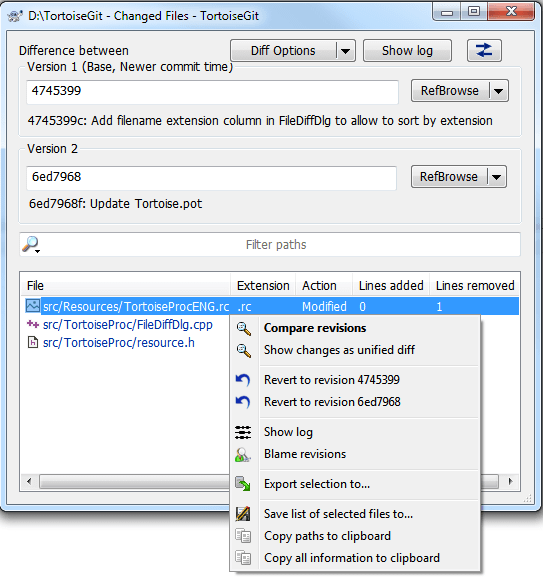 D:\TortoiseGit - Changed Files - TortoiseGit
Difference between
Diff Options
Show log
Version 1 (Base, Newer commit time)
4745399
RefBrowse
4745399c: Add filename extension column in FileDiffDlg to allow to sort by extension
Version 2
6ed7968
RefBrowse
6ed7968f: Update Tortoise.pot
Filter paths
File Extension Action Lines added Lines removed
src/Resources/TortoiseProcENG.rc .rc Modified 0 1
src/TortoiseProc/FileDiffDlg.cpp
src/TortoiseProc/resource.h
Compare revisions
Show changes as unified diff
Revert to revision 4745399
Revert to revision 6ed7968
Show log
Blame revisions
Export selection to...
Save list of selected files to...
Copy paths to clipboard
Copy all information to clipboard